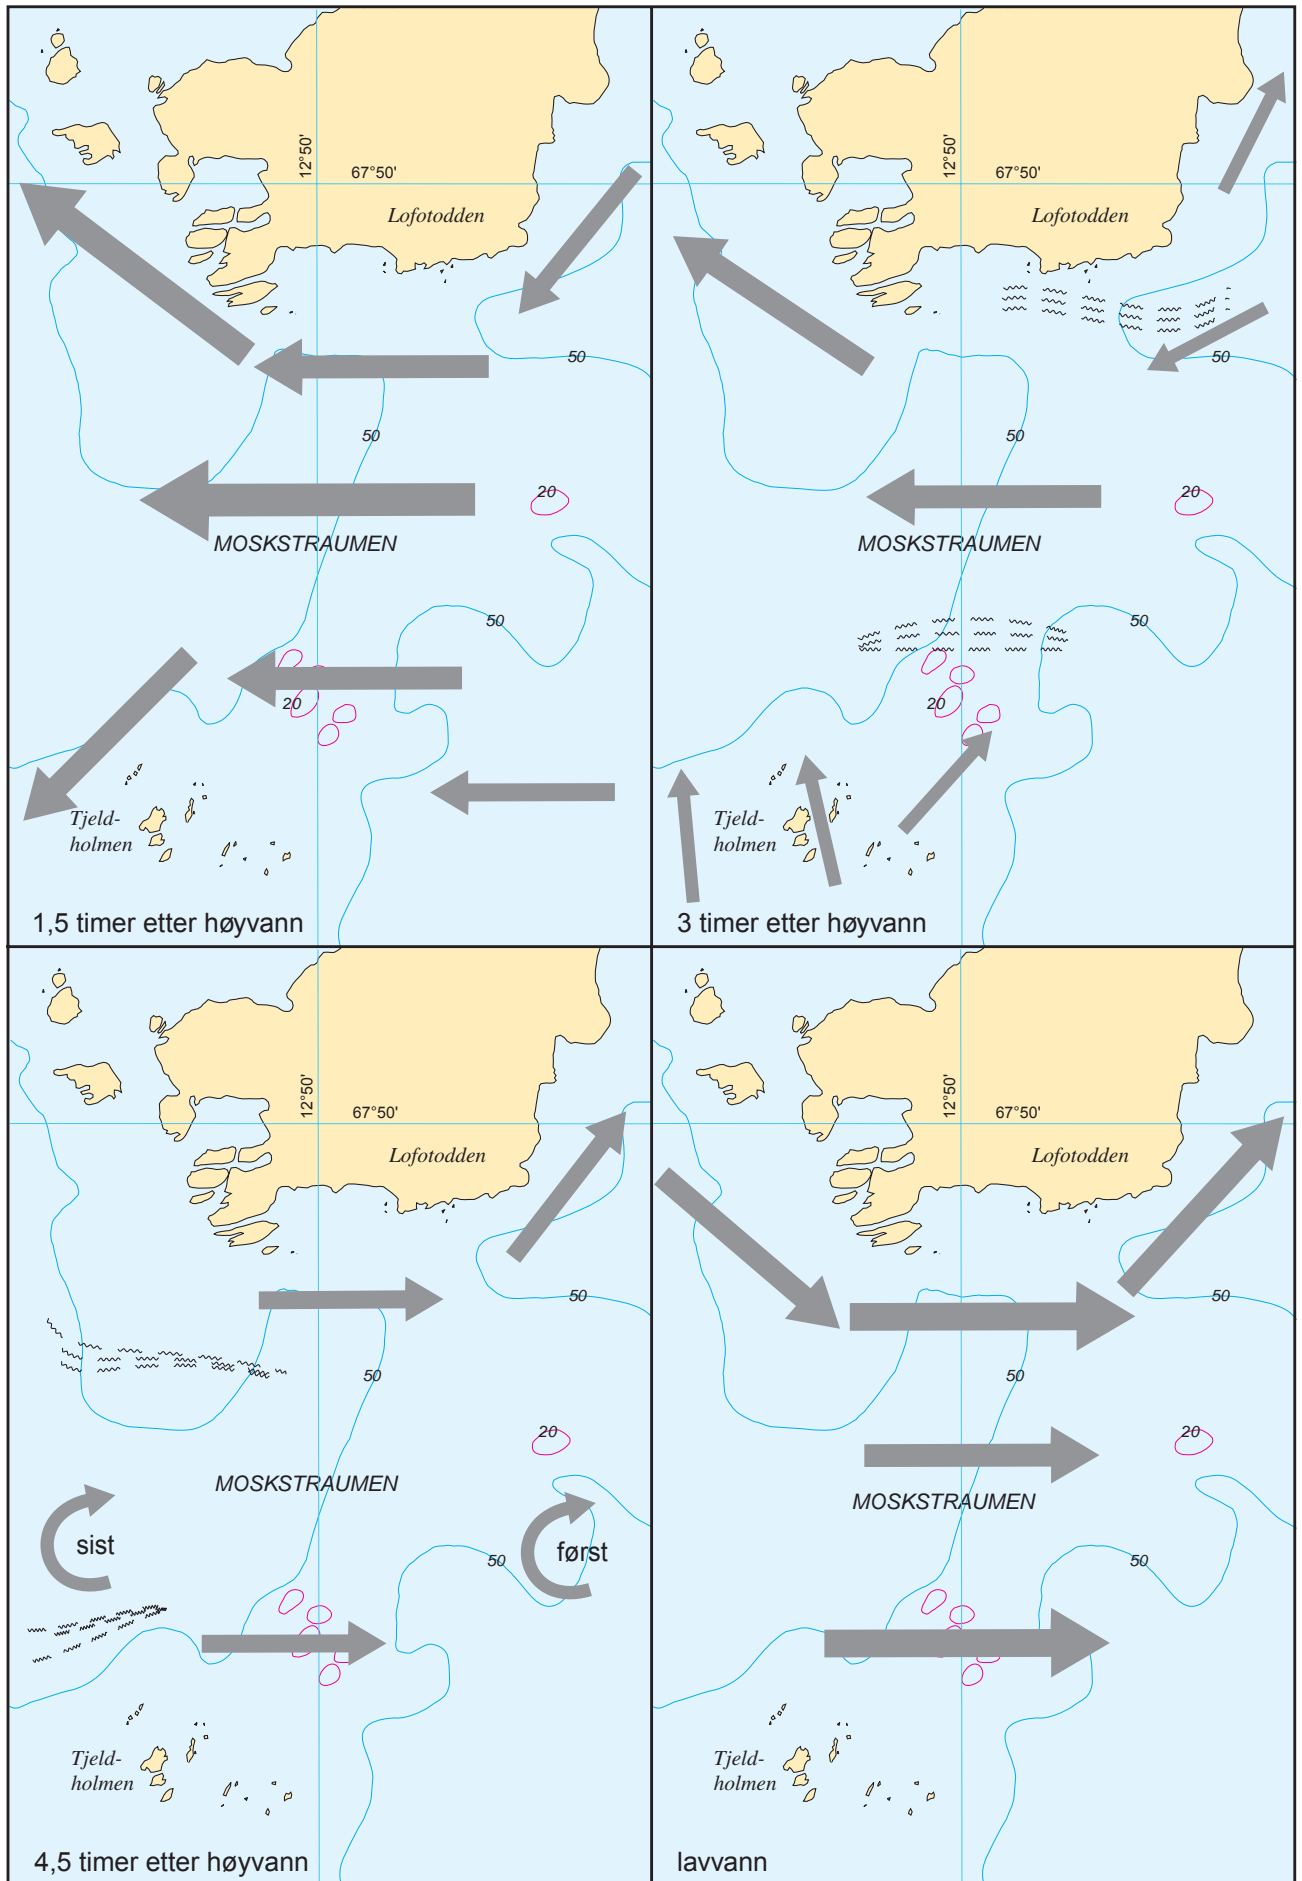 12°50'
67°50'
Lofotodden
50
50
20
MOSKSTRAUMEN
50
20
Tjeld-
holmen
1,5 timer etter høyvann
12°50'
67°50'
Lofotodden
50
50
20
MOSKSTRAUMEN
50
20
Tjeld-
holmen
3 timer etter høyvann
12°50'
67°50'
Lofotodden
50
50
20
MOSKSTRAUMEN
sist
først
50
Tjeld-
holmen
4,5 timer etter høyvann
12°50'
67°50'
Lofotodden
50
50
20
MOSKSTRAUMEN
50
Tjeld-
holmen
lavvann